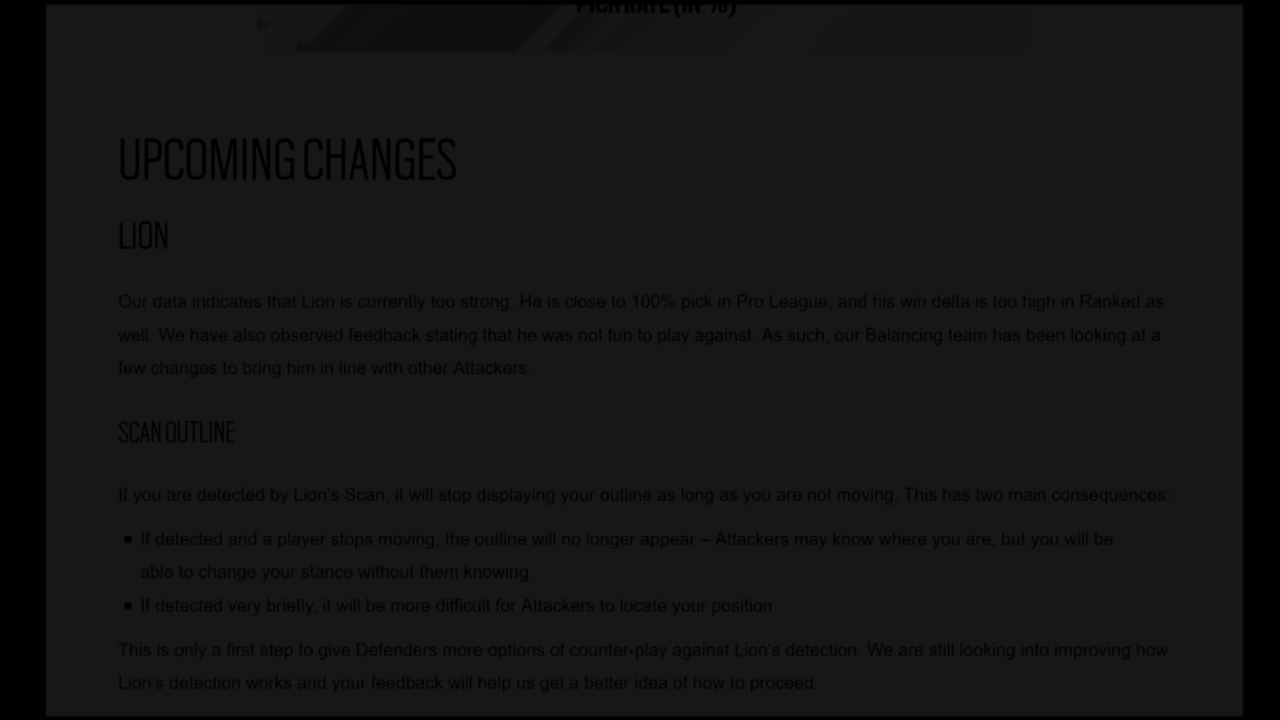 PICK RATE (IN %)
UPCOMING CHANGES
LION
Our data indicates that Lion is currently too strong. He is close to 100% pick in Pro League, and his win delta is too high in Ranked as
well. We have also observed feedback stating that he was not fun to play against. As such, our Balancing team has been looking at a
few changes to bring him in line with other Attackers.
SCAN OUTLINE
If you are detected by Lion's Scan, it will stop displaying your outline as long as you are not moving. This has two main consequences:
▪ If detected and a player stops moving, the outline will no longer appear – Attackers may know where you are, but you will be
able to change your stance without them knowing.
▪ If detected very briefly, it will be more difficult for Attackers to locate your position.
This is only a first step to give Defenders more options of counter-play against Lion's detection. We are still looking into improving how
Lion's detection works and your feedback will help us get a better idea of how to proceed.